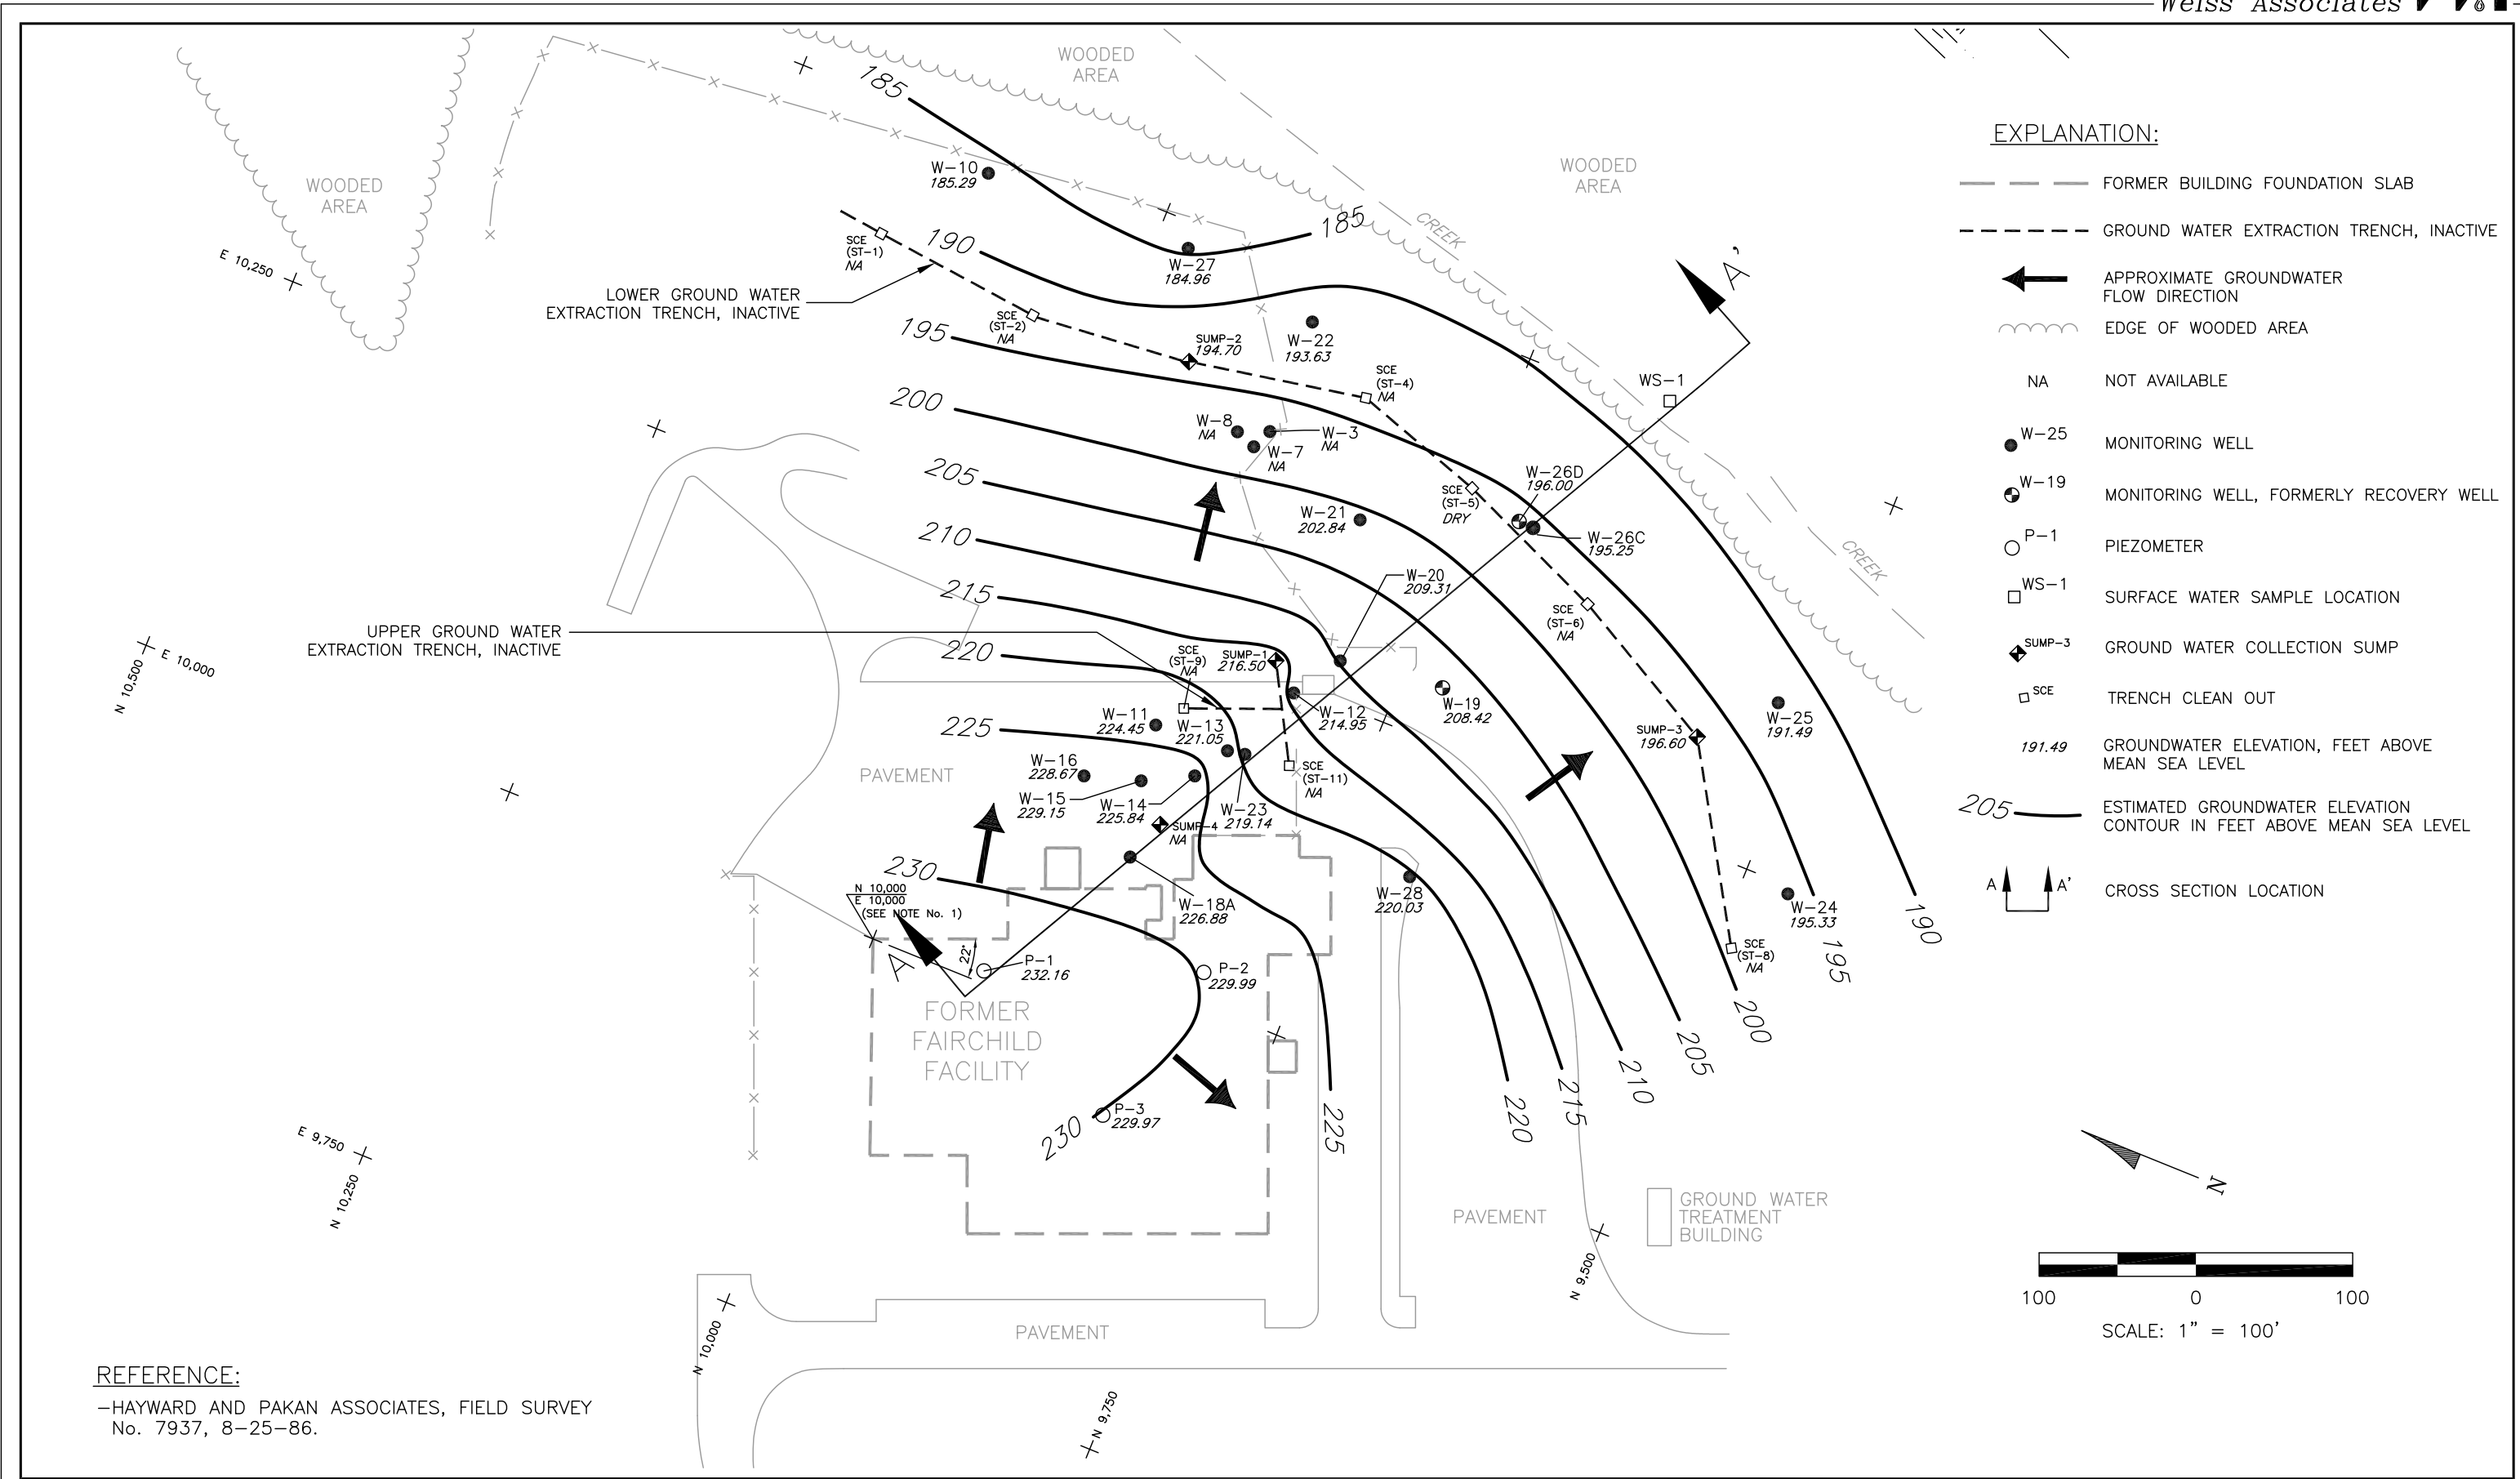 Weiss Associates
WOODED
AREA
WOODED
AREA
WOODED
AREA
185
W-10
185.29
185
CREEK
E 10,250
SCE
(ST-1)
NA
190
W-27
184.96
A'
LOWER GROUND WATER
EXTRACTION TRENCH, INACTIVE
SCE
(ST-2)
NA
195
SUMP-2
194.70
W-22
193.63
SCE
(ST-4)
NA
WS-1
200
W-8
NA
W-3
NA
W-7
NA
205
W-21
202.84
SCE
(ST-5)
DRY
W-26D
196.00
W-26C
195.25
CREEK
210
W-20
209.31
215
SCE
(ST-6)
NA
UPPER GROUND WATER
EXTRACTION TRENCH, INACTIVE
N 10,500
E 10,000
220
SCE
(ST-9)
NA
SUMP-1
216.50
W-19
208.42
W-12
214.95
W-25
191.49
225
W-11
224.45
W-13
221.05
SUMP-3
196.60
PAVEMENT
W-16
228.67
SCE
(ST-11)
NA
W-15
229.15
W-14
225.84
W-23
219.14
SUMP-4
NA
230
N 10,000
E 10,000
(SEE NOTE No. 1)
W-18A
226.88
W-28
220.03
W-24
195.33
190
195
SCE
(ST-8)
NA
A
22°
P-1
232.16
P-2
229.99
200
FORMER
FAIRCHILD
FACILITY
205
210
215
220
225
P-3
229.97
230
E 9,750
N 10,250
PAVEMENT
GROUND WATER
TREATMENT
BUILDING
N 9,500
N 10,000
PAVEMENT
N 9,750
REFERENCE:
-HAYWARD AND PAKAN ASSOCIATES, FIELD SURVEY
No. 7937, 8-25-86.
EXPLANATION:
FORMER BUILDING FOUNDATION SLAB
GROUND WATER EXTRACTION TRENCH, INACTIVE
APPROXIMATE GROUNDWATER
FLOW DIRECTION
EDGE OF WOODED AREA
NA NOT AVAILABLE
W-25 MONITORING WELL
W-19 MONITORING WELL, FORMERLY RECOVERY WELL
P-1 PIEZOMETER
WS-1 SURFACE WATER SAMPLE LOCATION
SUMP-3 GROUND WATER COLLECTION SUMP
SCE TRENCH CLEAN OUT
191.49 GROUNDWATER ELEVATION, FEET ABOVE
MEAN SEA LEVEL
205 ESTIMATED GROUNDWATER ELEVATION
CONTOUR IN FEET ABOVE MEAN SEA LEVEL
A A' CROSS SECTION LOCATION
N
100 0 100
SCALE: 1" = 100'